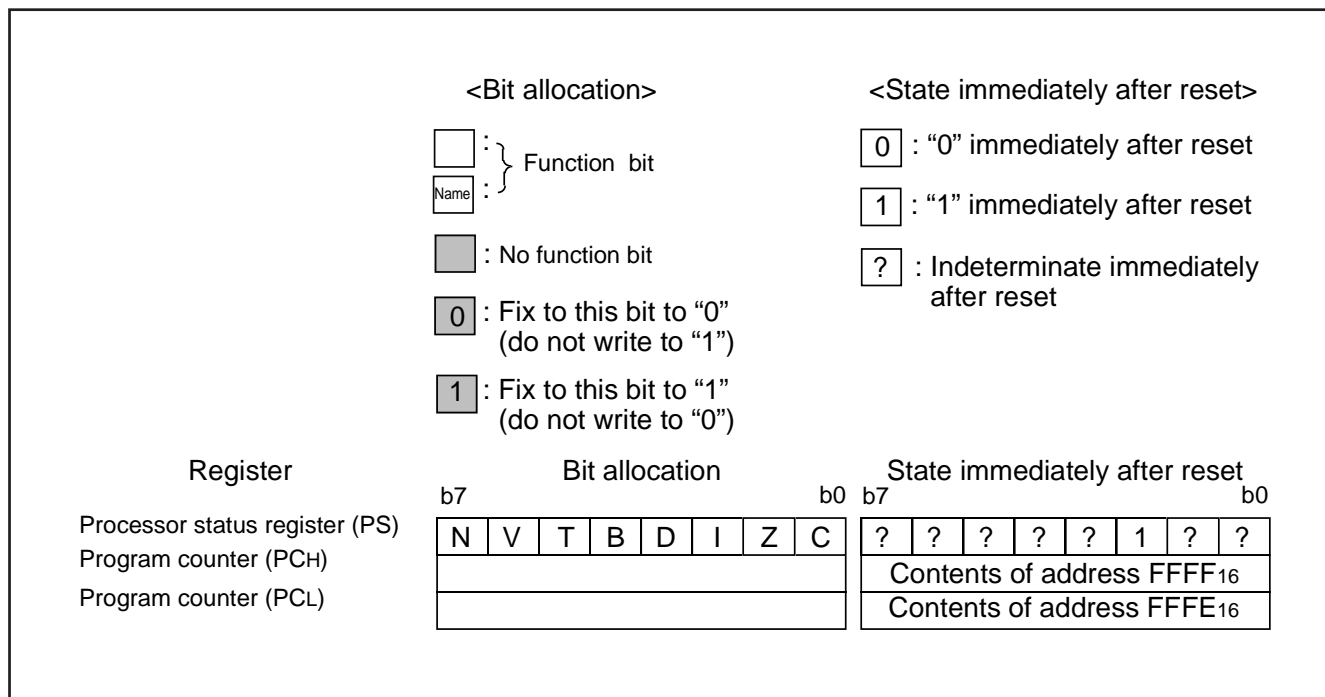 <Bit allocation> <State immediately after reset>
: 0 : “0” immediately after reset
Function bit
Name :
1 : “1” immediately after reset
: No function bit
? : Indeterminate immediately
after reset
0 : Fix to this bit to “0”
(do not write to “1”)
1 : Fix to this bit to “1”
(do not write to “0”)
Register Bit allocation State immediately after reset
b7 b0 b7 b0
Processor status register (PS) N V T B D I Z C ? ? ? ? ? 1 ? ?
Program counter (PCH) Contents of address FFFF16
Program counter (PCL) Contents of address FFFE16